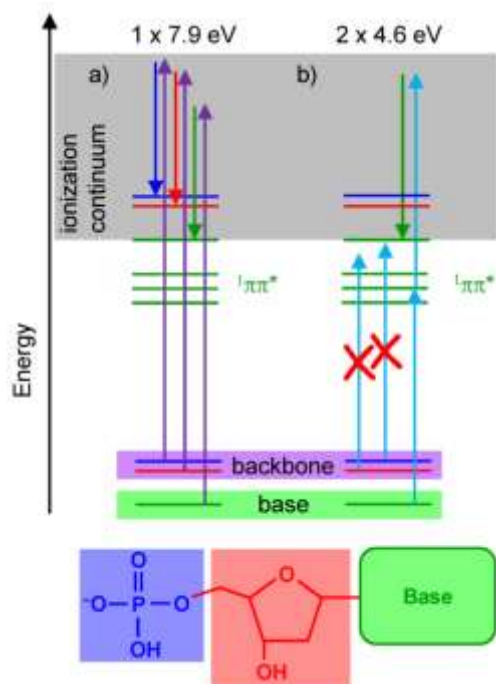 1 x 7.9 eV
2 x 4.6 eV
a)
b)
ionization
continuum
¹ππ*
¹ππ*
Energy
backbone
base
O
⁻O
P
O
OH
O
OH
Base